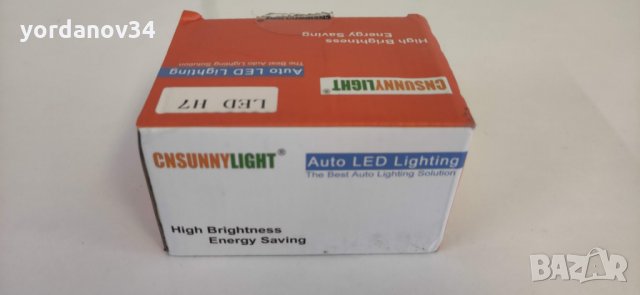 yordanov34
High Brightness
Energy Saving
CNSUNNYLIGHT®
Auto LED Lighting
The Best Auto Lighting Solution
LED H7
CNSUNNYLIGHT®
Auto LED Lighting
The Best Auto Lighting Solution
High Brightness
Energy Saving
BAZAR